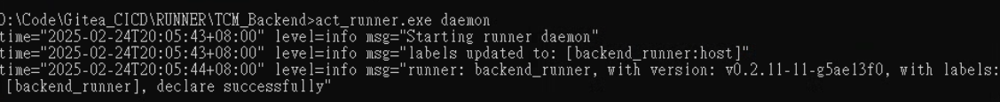 D:\Code\Gitea_CICD\RUNNER\TCM_Backend>act_runner.exe daemon
time="2025-02-24T20:05:43+08:00" level=info msg="Starting runner daemon"
time="2025-02-24T20:05:43+08:00" level=info msg="labels updated to: [backend_runner:host]"
time="2025-02-24T20:05:44+08:00" level=info msg="runner: backend_runner, with version: v0.2.11-11-g5ae13f0, with labels:
[backend_runner], declare successfully"